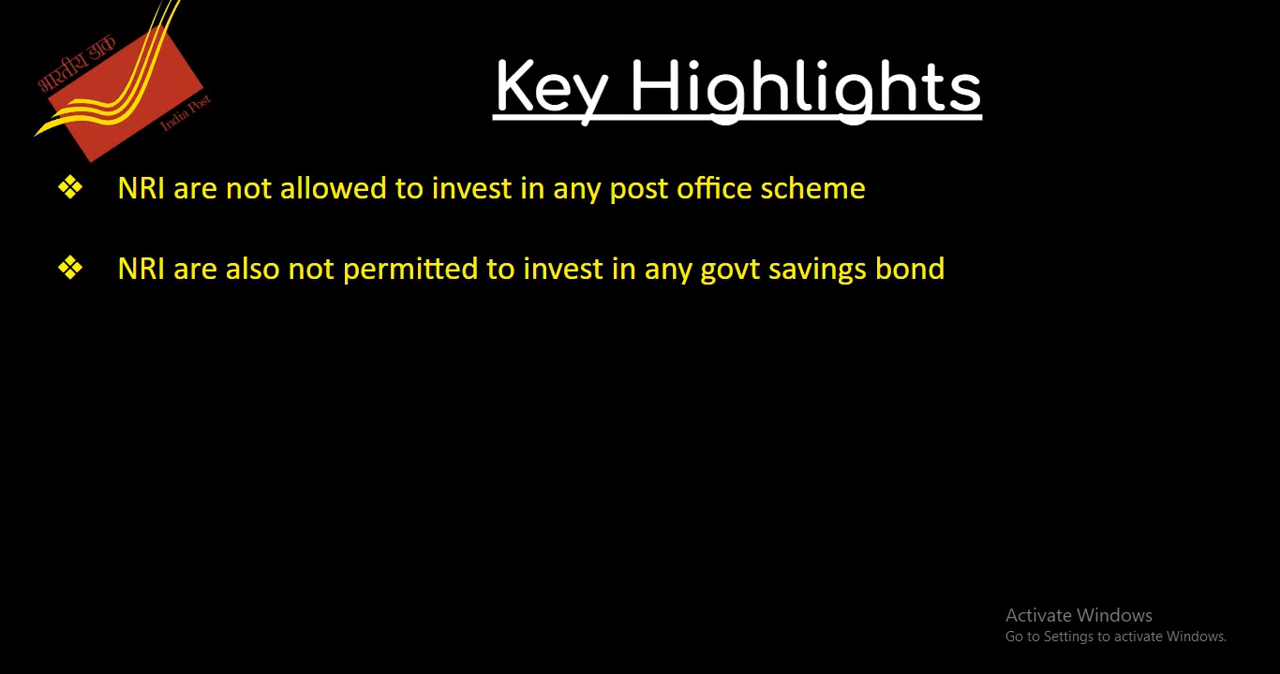 भारतीय डाक
India Post
Key Highlights
❖ NRI are not allowed to invest in any post office scheme
❖ NRI are also not permitted to invest in any govt savings bond
Activate Windows
Go to Settings to activate Windows.